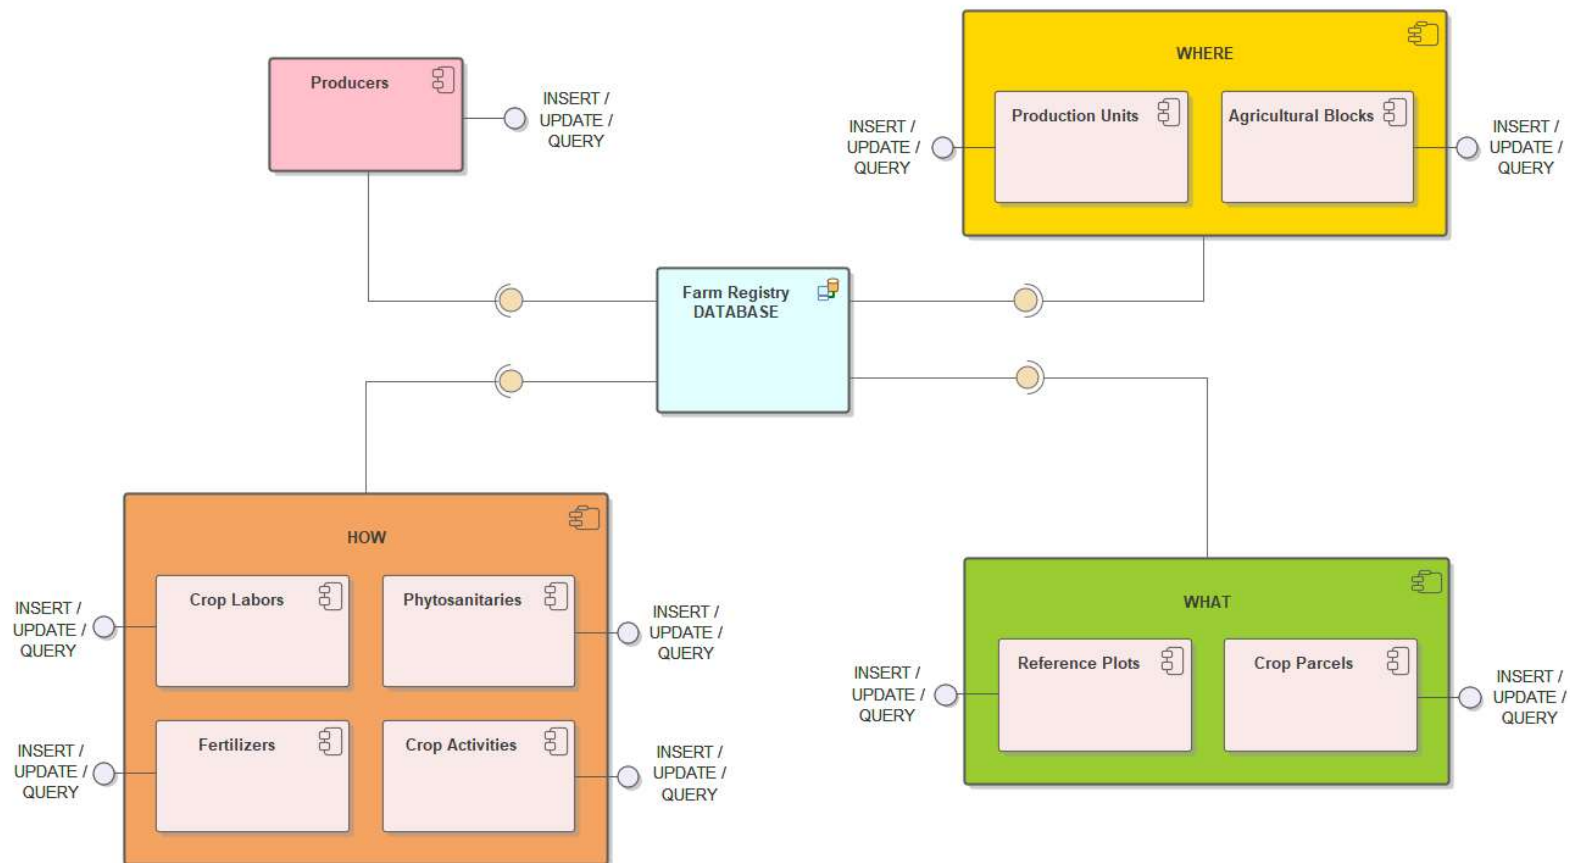 Producers
INSERT /
UPDATE /
QUERY
WHERE
Production Units
Agricultural Blocks
INSERT /
UPDATE /
QUERY
INSERT /
UPDATE /
QUERY
Farm Registry
DATABASE
HOW
Crop Labors
Phytosanitaries
INSERT /
UPDATE /
QUERY
INSERT /
UPDATE /
QUERY
Fertilizers
Crop Activities
INSERT /
UPDATE /
QUERY
INSERT /
UPDATE /
QUERY
WHAT
Reference Plots
Crop Parcels
INSERT /
UPDATE /
QUERY
INSERT /
UPDATE /
QUERY